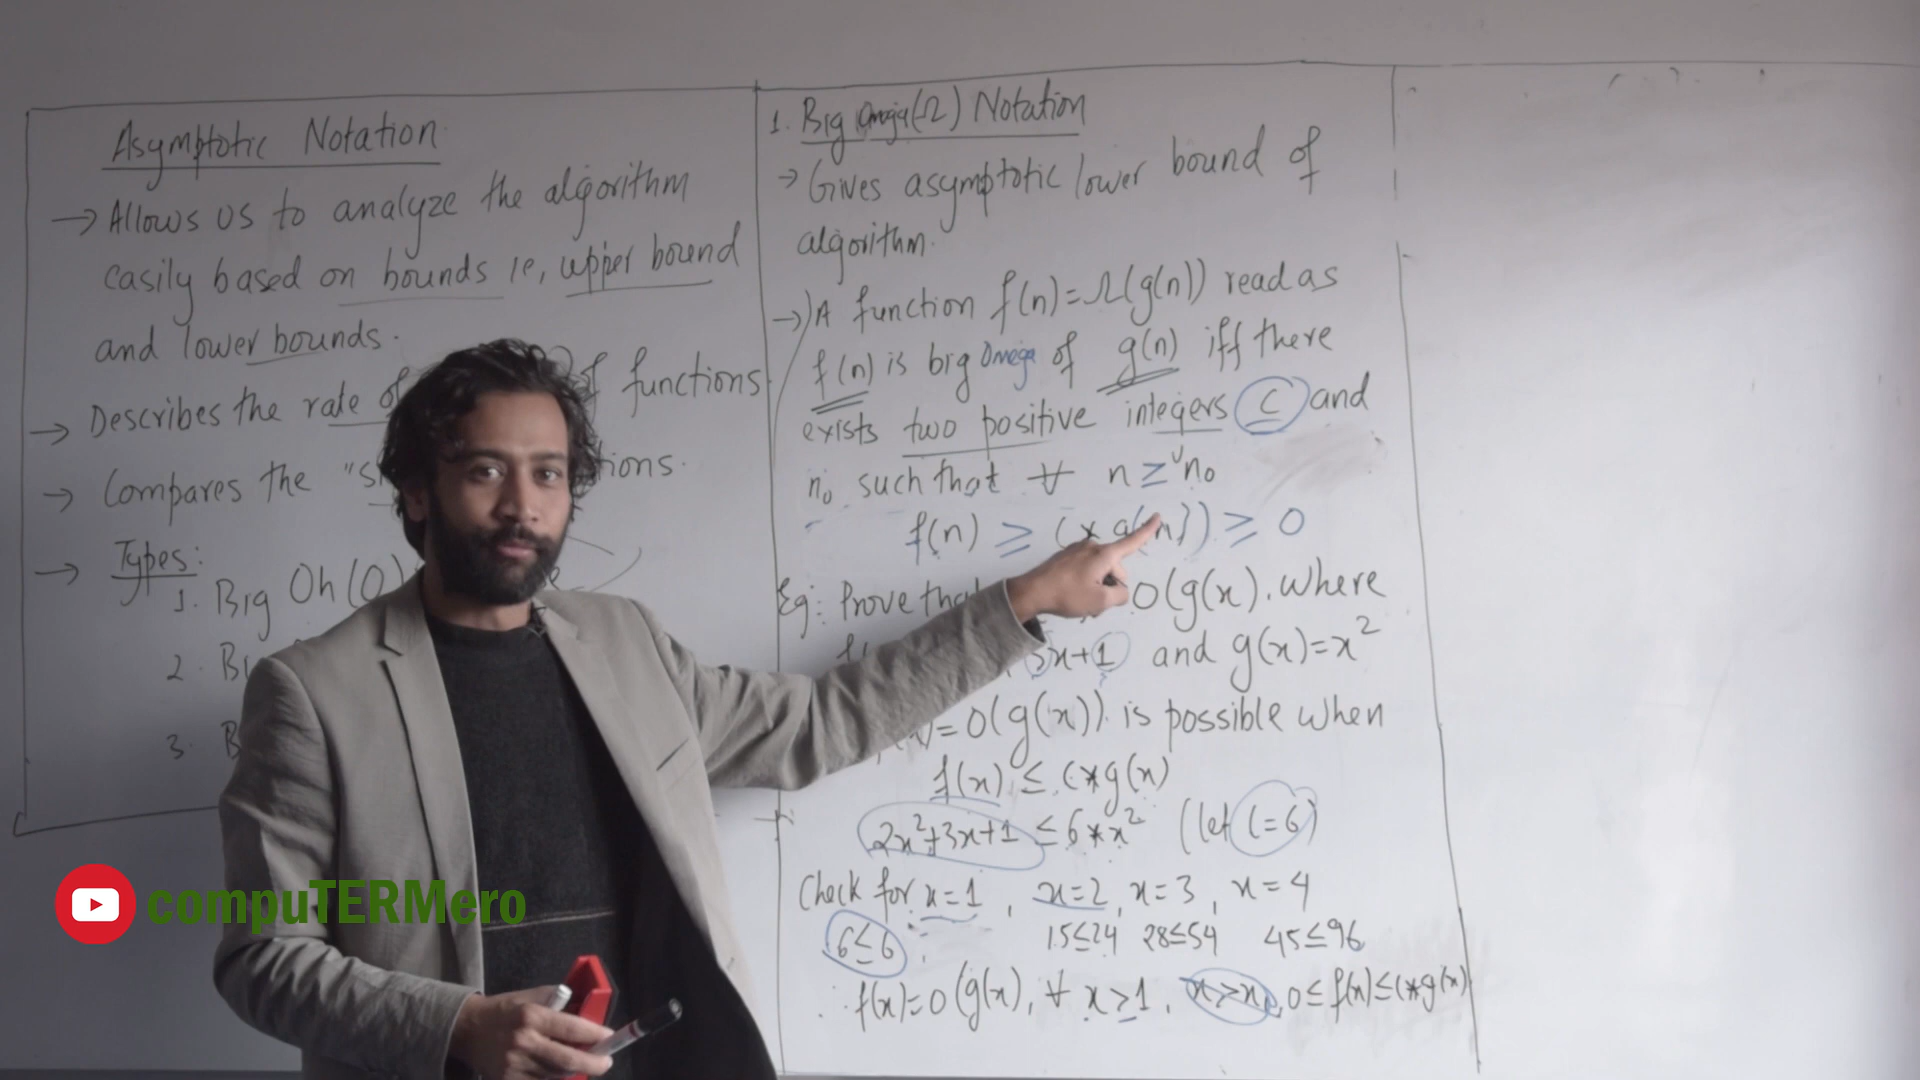 Asymptotic Notation
→ Allows us to analyze the algorithm
easily based on bounds ie, upper bound
and lower bounds.
→ Describes the rate of functions
→ Compares the
→ Types:
1. Big Oh (O)
2.
3.
1. Big Omega(Ω) Notation
→ Gives asymptotic lower bound of
algorithm.
→ A function f(n)=Ω(g(n)) read as
f(n) is big Omega of g(n) iff there
exists two positive integers C and
n₀ such that ∀ n ≥ n₀
f(n) ≥ C* g(n)) ≥ 0
Eg: Prove that O(g(x). where
3x+1 and g(x)=x²
=O(g(x)) is possible when
f(x) ≤ C*g(x)
2x²+3x+1 ≤ 6*x² (let C=6)
Check for x=1, x=2, x=3, x=4
6≤6, 15≤24 28≤54 45≤96
∴ f(x)=O(g(x), ∀ x>1, 0≤f(x)≤C*g(x)
compuTERMero